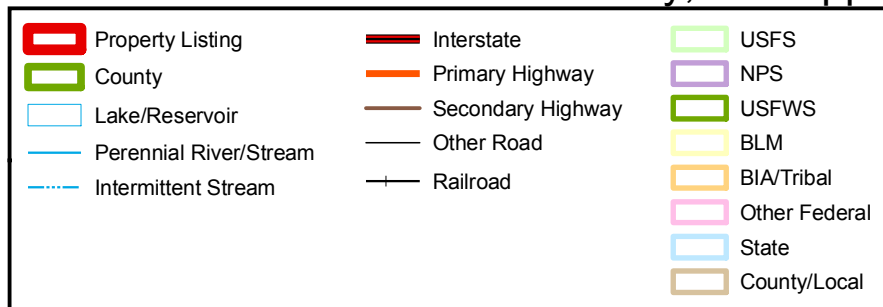 Property Listing
County
Lake/Reservoir
Perennial River/Stream
Intermittent Stream
Interstate
Primary Highway
Secondary Highway
Other Road
Railroad
USFS
NPS
USFWS
BLM
BIA/Tribal
Other Federal
State
County/Local